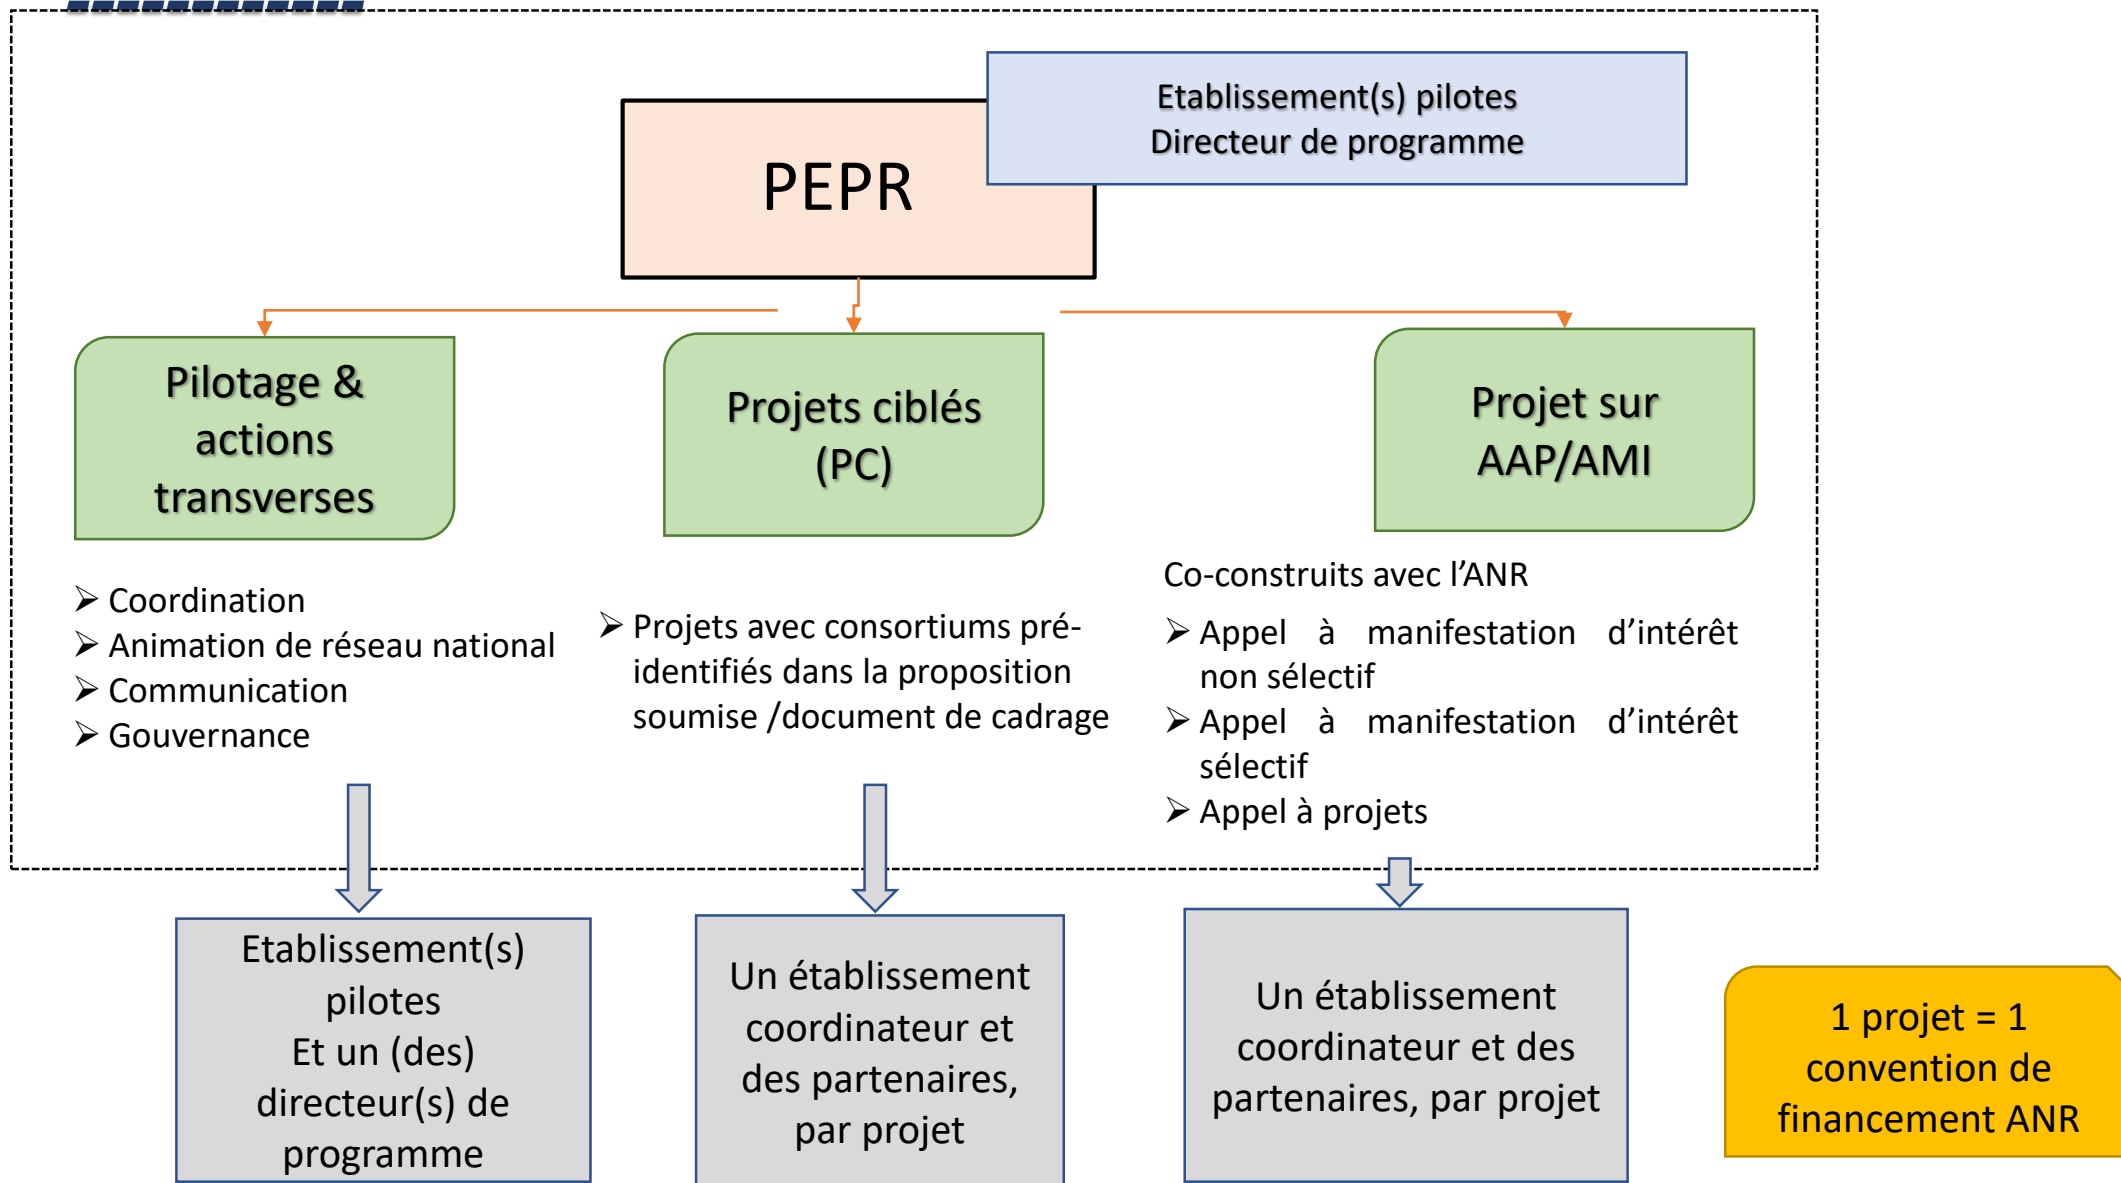 Etablissement(s) pilotes
Directeur de programme
PEPR
Pilotage &
actions
transverses
Projets ciblés
(PC)
Projet sur
AAP/AMI
➢ Coordination
➢ Animation de réseau national
➢ Communication
➢ Gouvernance
➢ Projets avec consortiums pré-
identifiés dans la proposition
soumise /document de cadrage
Co-construits avec l’ANR
➢ Appel à manifestation d’intérêt
non sélectif
➢ Appel à manifestation d’intérêt
sélectif
➢ Appel à projets
Etablissement(s)
pilotes
Et un (des)
directeur(s) de
programme
Un établissement
coordinateur et
des partenaires,
par projet
Un établissement
coordinateur et des
partenaires, par projet
1 projet = 1
convention de
financement ANR